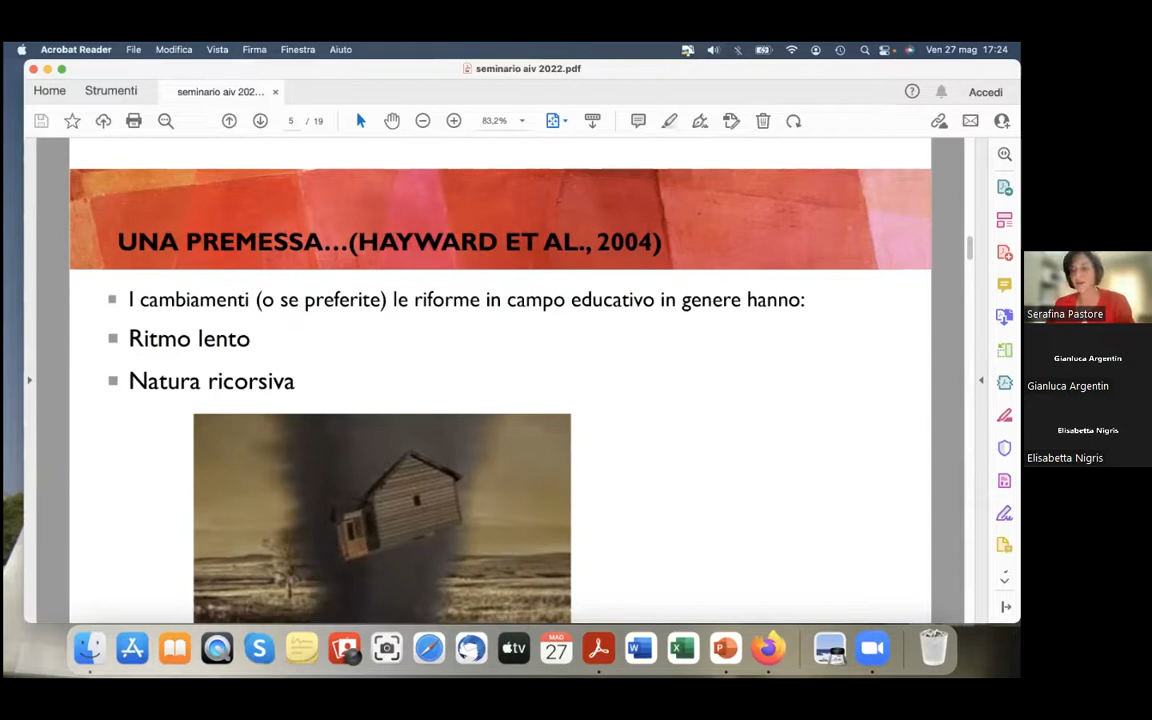 Acrobat Reader File Modifica Vista Firma Finestra Aiuto Ven 27 mag 17:24
seminario aiv 2022.pdf
Home Strumenti seminario aiv 202... × Accedi
5 / 19 83,2%
UNA PREMESSA...(HAYWARD ET AL., 2004)
I cambiamenti (o se preferite) le riforme in campo educativo in genere hanno:
Ritmo lento
Natura ricorsiva
Serafina Pastore
Gianluca Argentin
Gianluca Argentin
Elisabetta Nigris
Elisabetta Nigris
tv
MAG
27